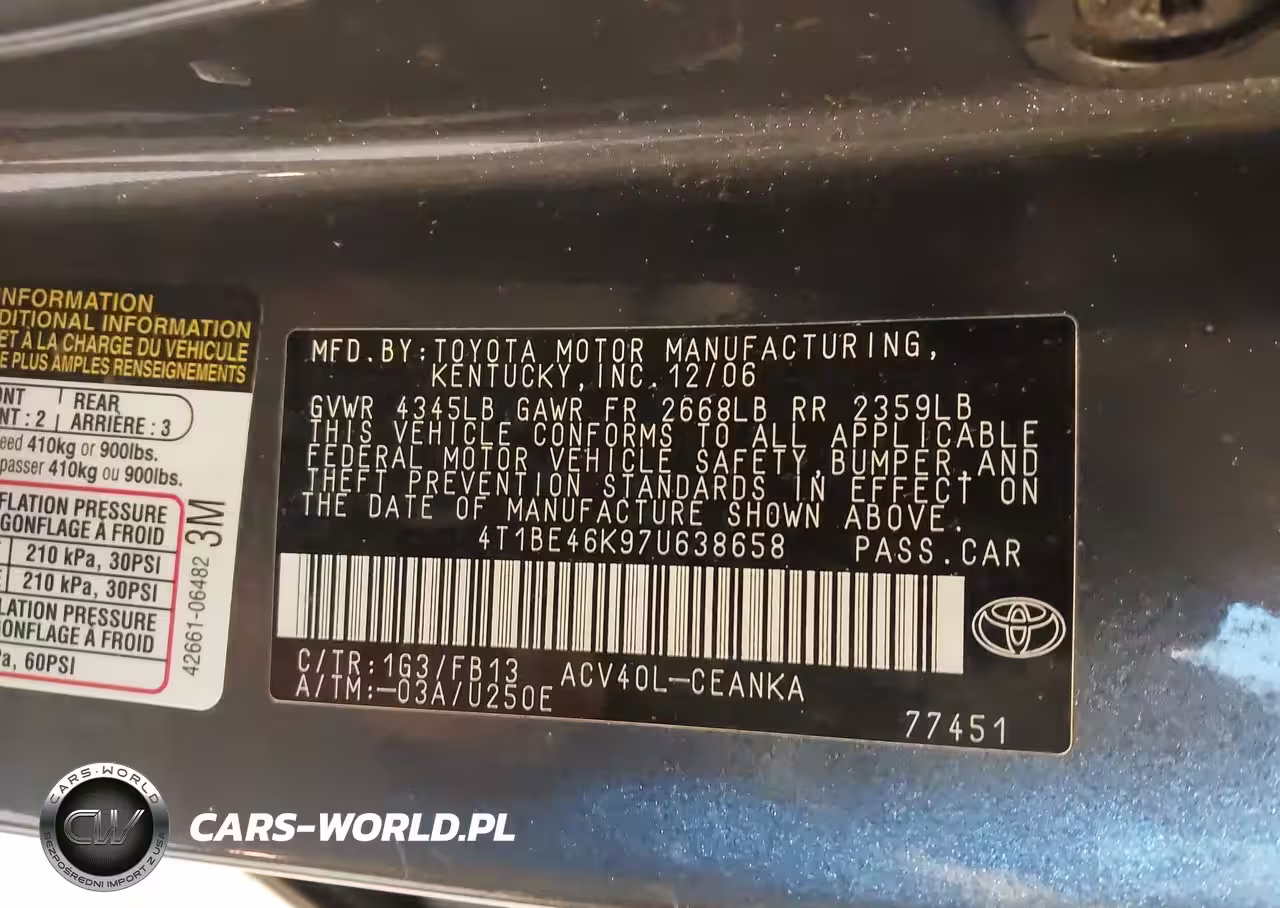 INFORMATION
DITIONAL INFORMATION
ET À LA CHARGE DU VÉHICULE
E PLUS AMPLES RENSEIGNEMENTS
ONT | REAR
NT : 2 | ARRIÈRE : 3
eed 410kg or 900lbs.
passer 410kg ou 900lbs.
FLATION PRESSURE
GONFLAGE À FROID
210 kPa, 30PSI
210 kPa, 30PSI
LATION PRESSURE
ONFLAGE À FROID
a, 60PSI
42661-06482 3M
MFD.BY:TOYOTA MOTOR MANUFACTURING,
KENTUCKY,INC.12/06
GVWR 4345LB GAWR FR 2668LB RR 2359LB
THIS VEHICLE CONFORMS TO ALL APPLICABLE
FEDERAL MOTOR VEHICLE SAFETY,BUMPER,AND
THEFT PREVENTION STANDARDS IN EFFECT ON
THE DATE OF MANUFACTURE SHOWN ABOVE.
4T1BE46K97U638658 PASS.CAR
C/TR:1G3/FB13 ACV40L-CEANKA
A/TM:-03A/U250E
77451
CARS-WORLD
CW
BEZPOŚREDNI IMPORT Z USA
CARS-WORLD.PL